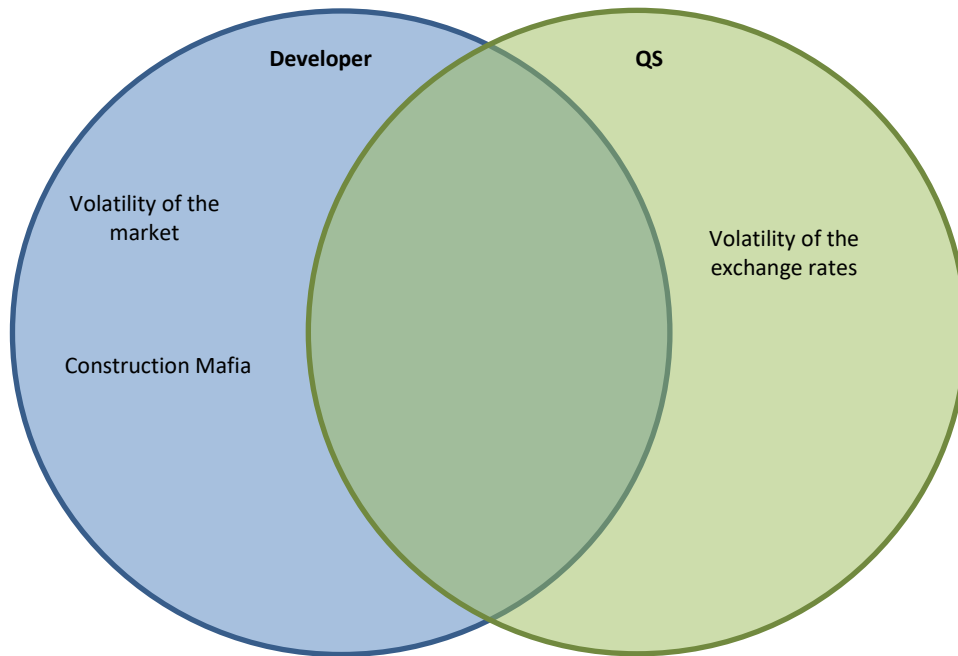 Developer
QS
Volatility of the
market
Volatility of the
exchange rates
Construction Mafia